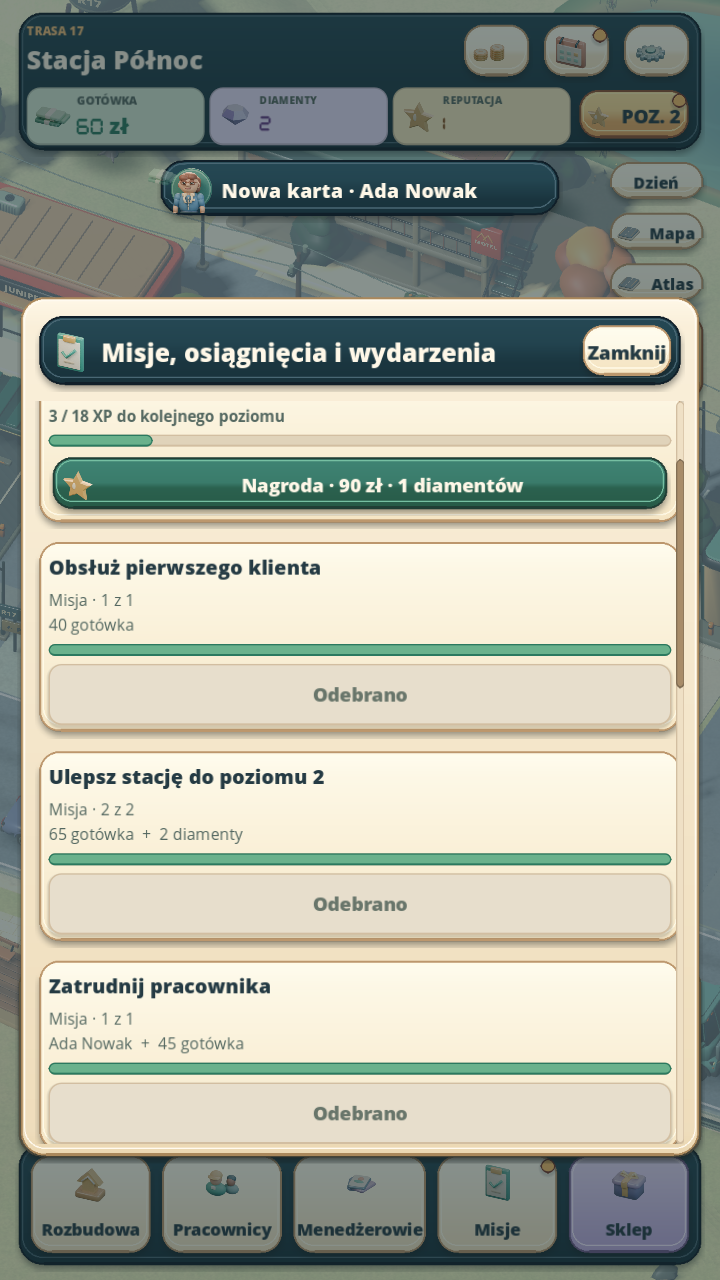 TRASA 17
Stacja Północ
GOTÓWKA
60 zł
DIAMENTY
2
REPUTACJA
1
POZ. 2
Nowa karta · Ada Nowak
Dzień
Mapa
Atlas
Misje, osiągnięcia i wydarzenia
Zamknij
3 / 18 XP do kolejnego poziomu
Nagroda · 90 zł · 1 diamentów
Obsłuż pierwszego klienta
Misja · 1 z 1
40 gotówka
Odebrano
Ulepsz stację do poziomu 2
Misja · 2 z 2
65 gotówka + 2 diamenty
Odebrano
Zatrudnij pracownika
Misja · 1 z 1
Ada Nowak + 45 gotówka
Odebrano
Rozbudowa
Pracownicy
Menedżerowie
Misje
Sklep